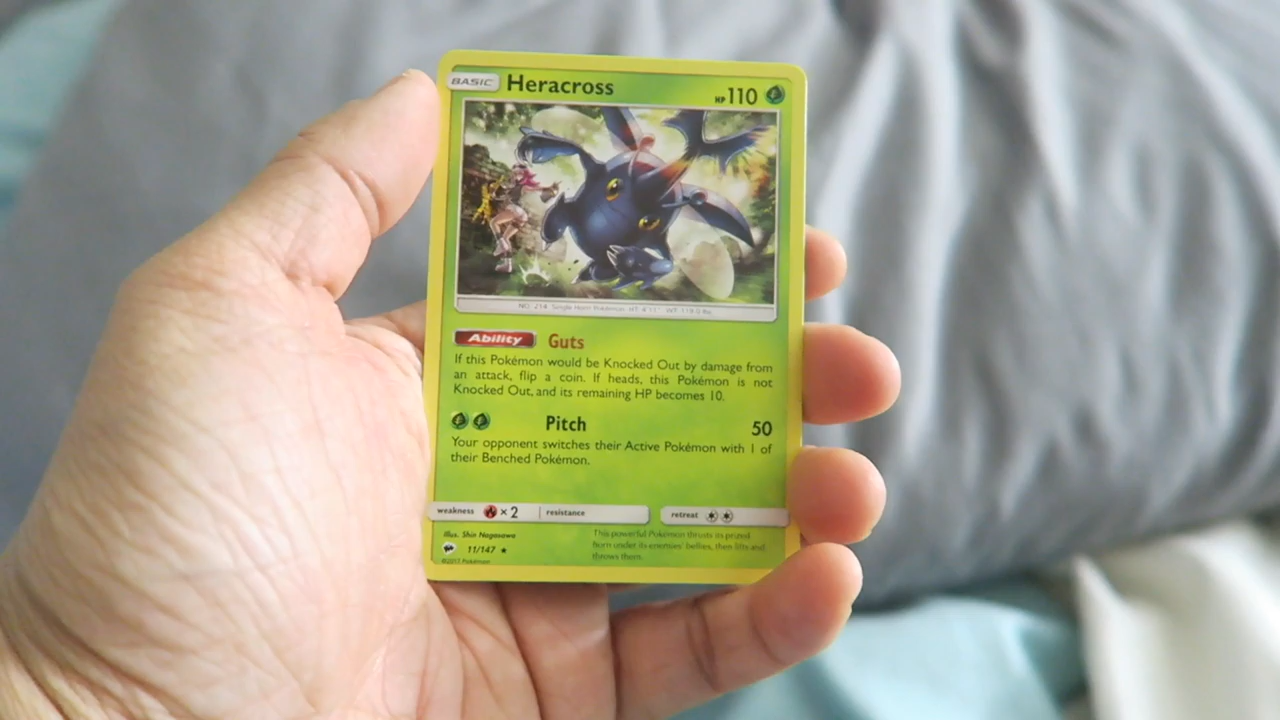 BASIC Heracross HP 110
NO. 214 Single Horn Pokémon HT: 4'11" WT: 119.0 lbs.
Ability Guts
If this Pokémon would be Knocked Out by damage from
an attack, flip a coin. If heads, this Pokémon is not
Knocked Out, and its remaining HP becomes 10.
Pitch 50
Your opponent switches their Active Pokémon with 1 of
their Benched Pokémon.
weakness ×2 resistance retreat
Illus. Shin Nagasawa
11/147
©2017 Pokémon
This powerful Pokémon thrusts its prized
horn under its enemies' bellies, then lifts and
throws them.